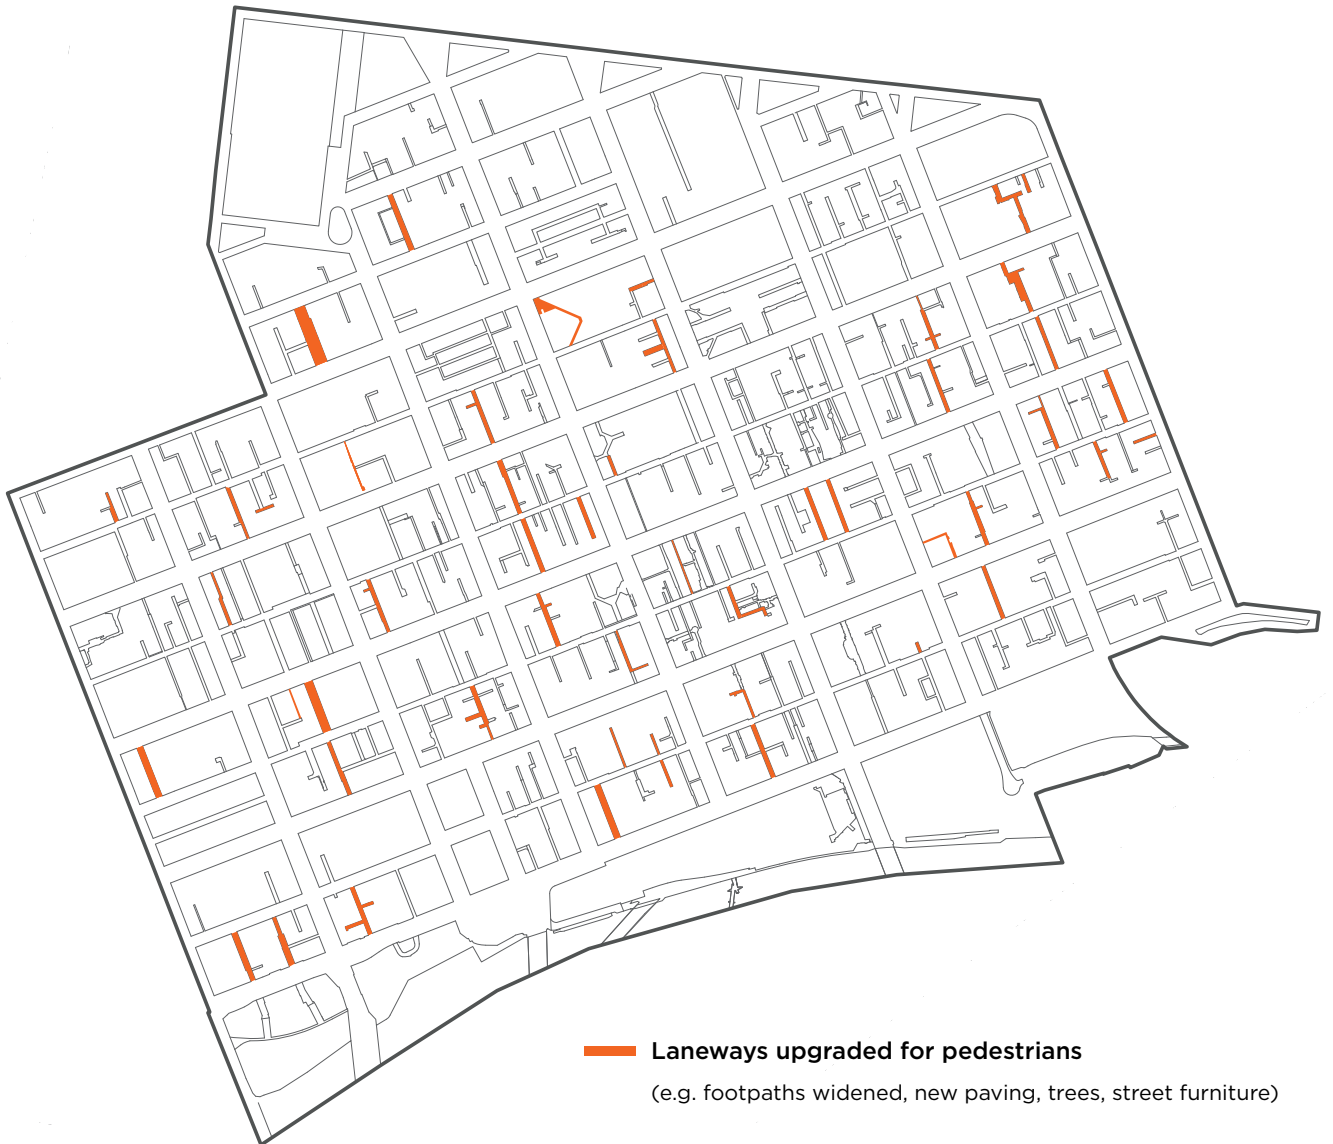 Laneways upgraded for pedestrians
(e.g. footpaths widened, new paving, trees, street furniture)